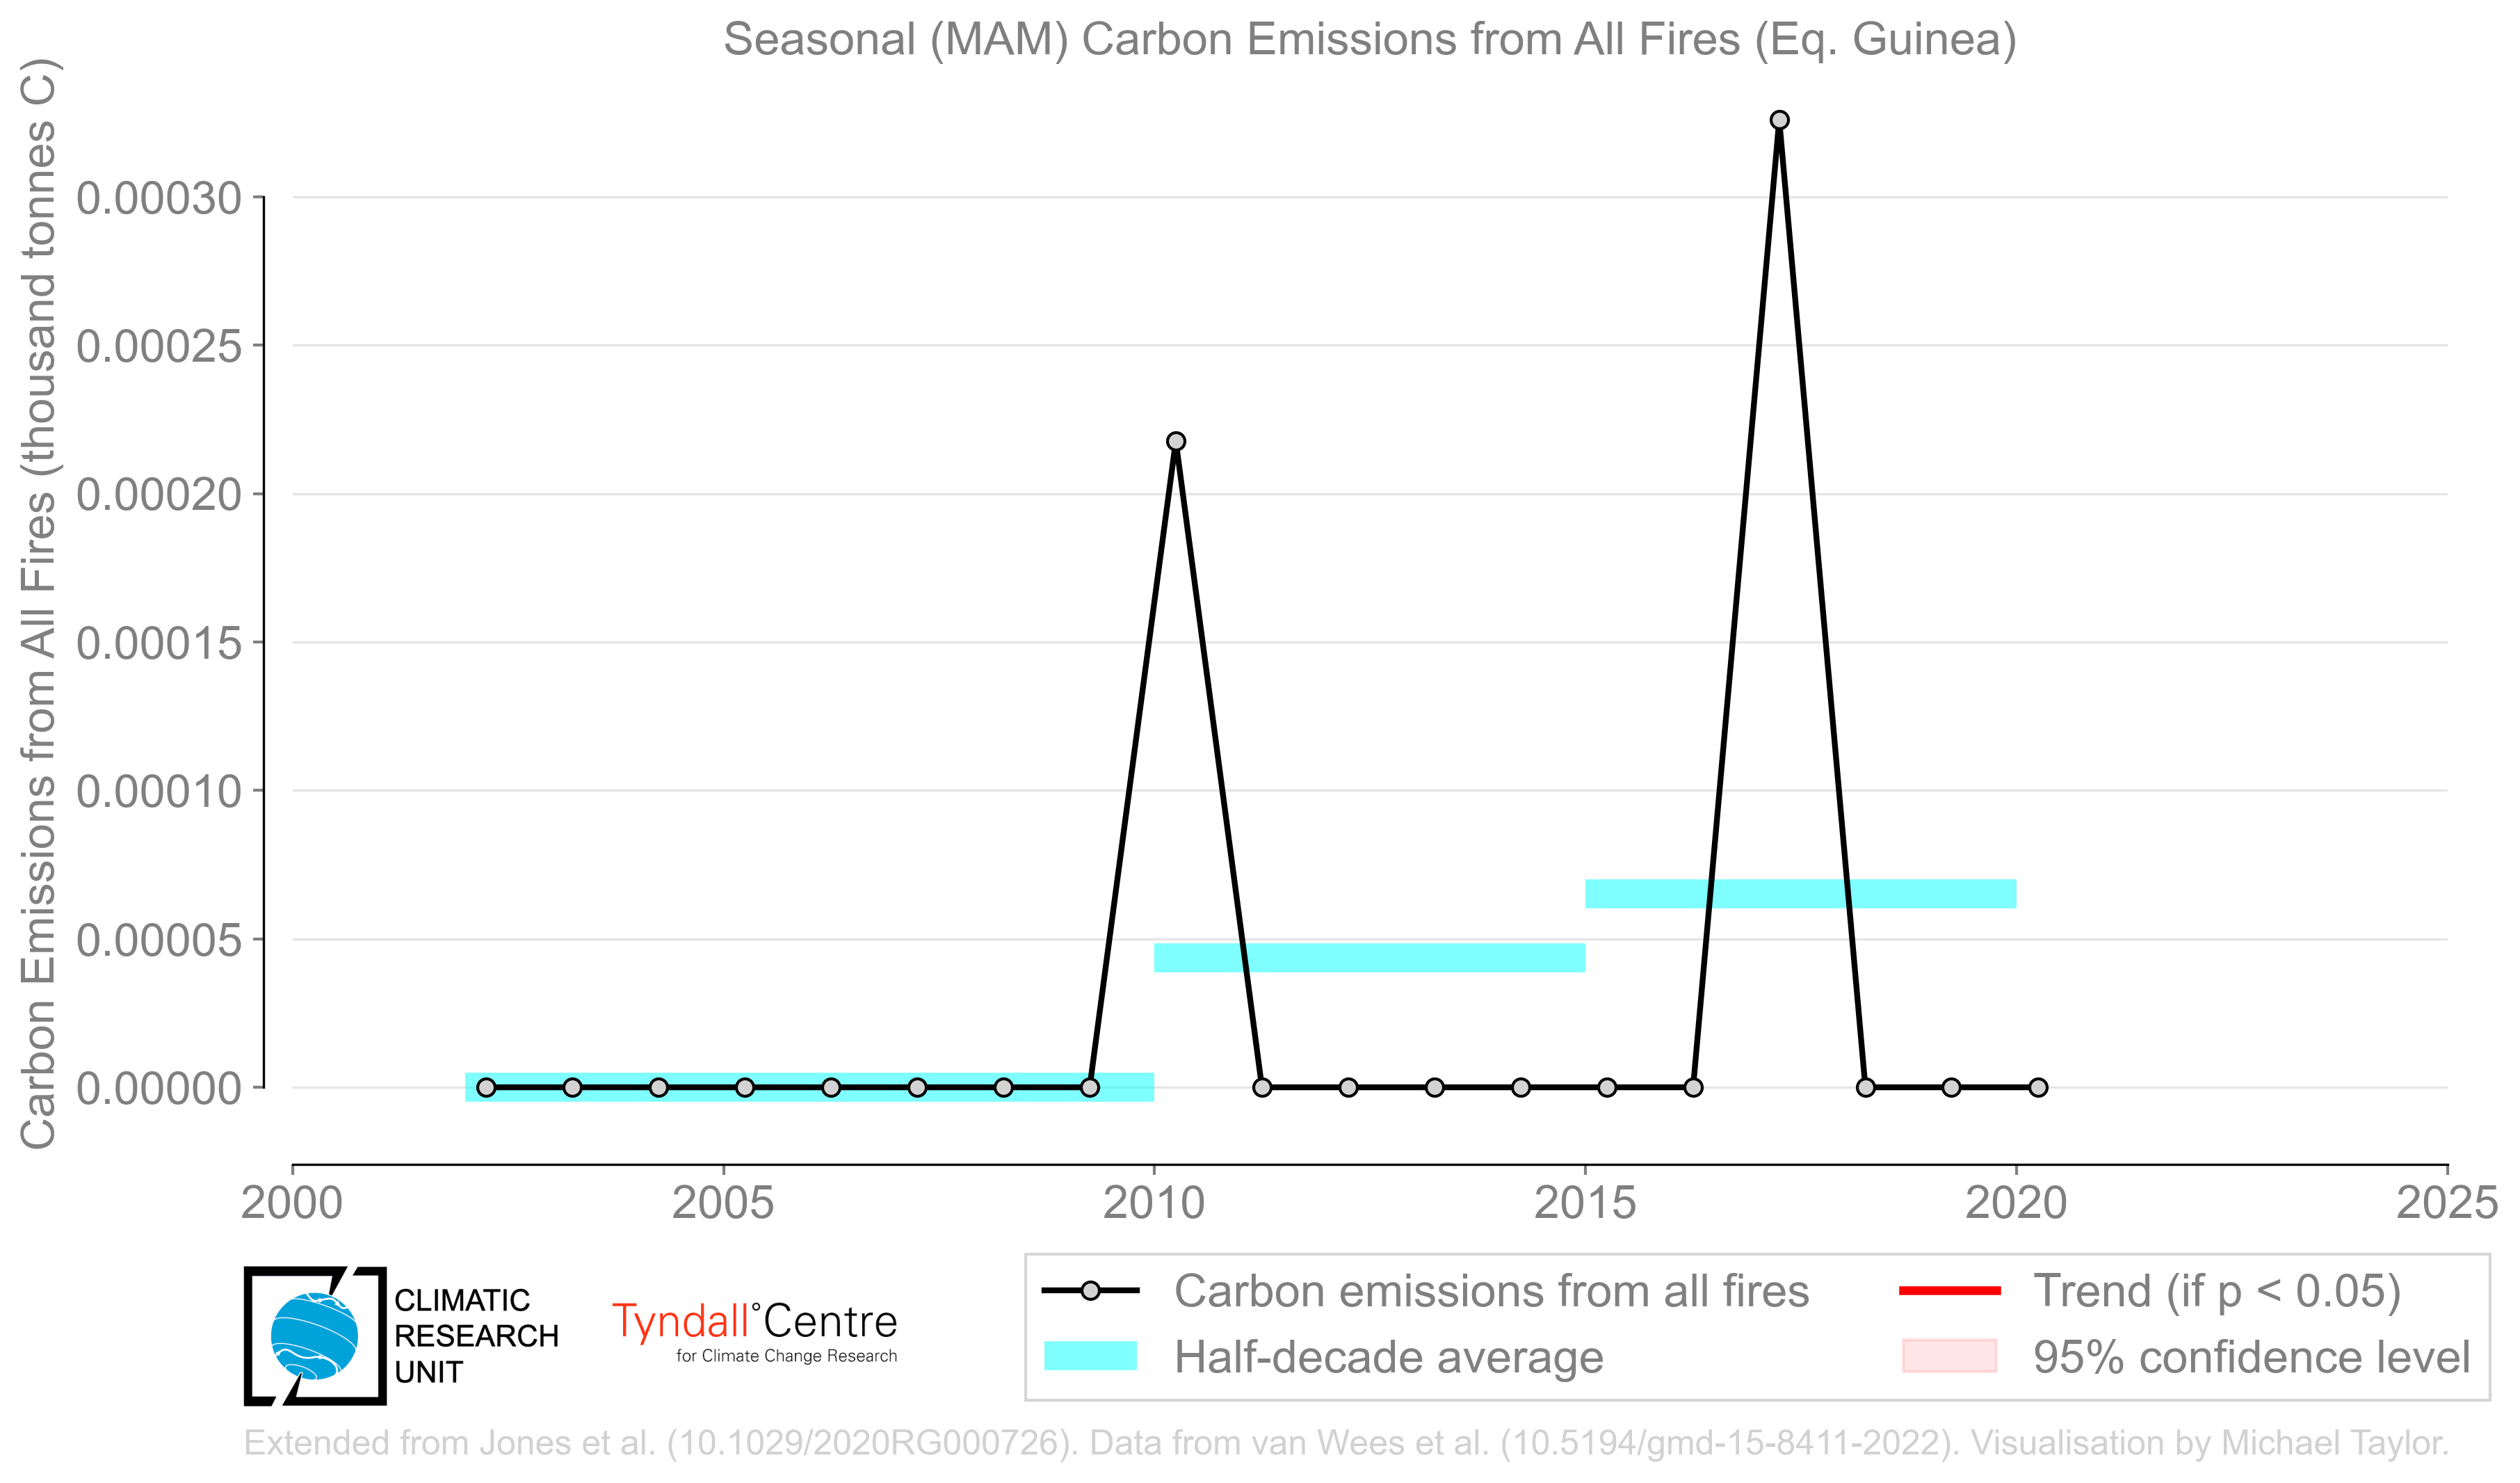 Seasonal (MAM) Carbon Emissions from All Fires (Eq. Guinea)
Carbon Emissions from All Fires (thousand tonnes C)
0.00030
0.00025
0.00020
0.00015
0.00010
0.00005
0.00000
2000 2005 2010 2015 2020 2025
CLIMATIC
RESEARCH
UNIT
Tyndall°Centre
for Climate Change Research
Carbon emissions from all fires
Half-decade average
Trend (if p < 0.05)
95% confidence level
Extended from Jones et al. (10.1029/2020RG000726). Data from van Wees et al. (10.5194/gmd-15-8411-2022). Visualisation by Michael Taylor.